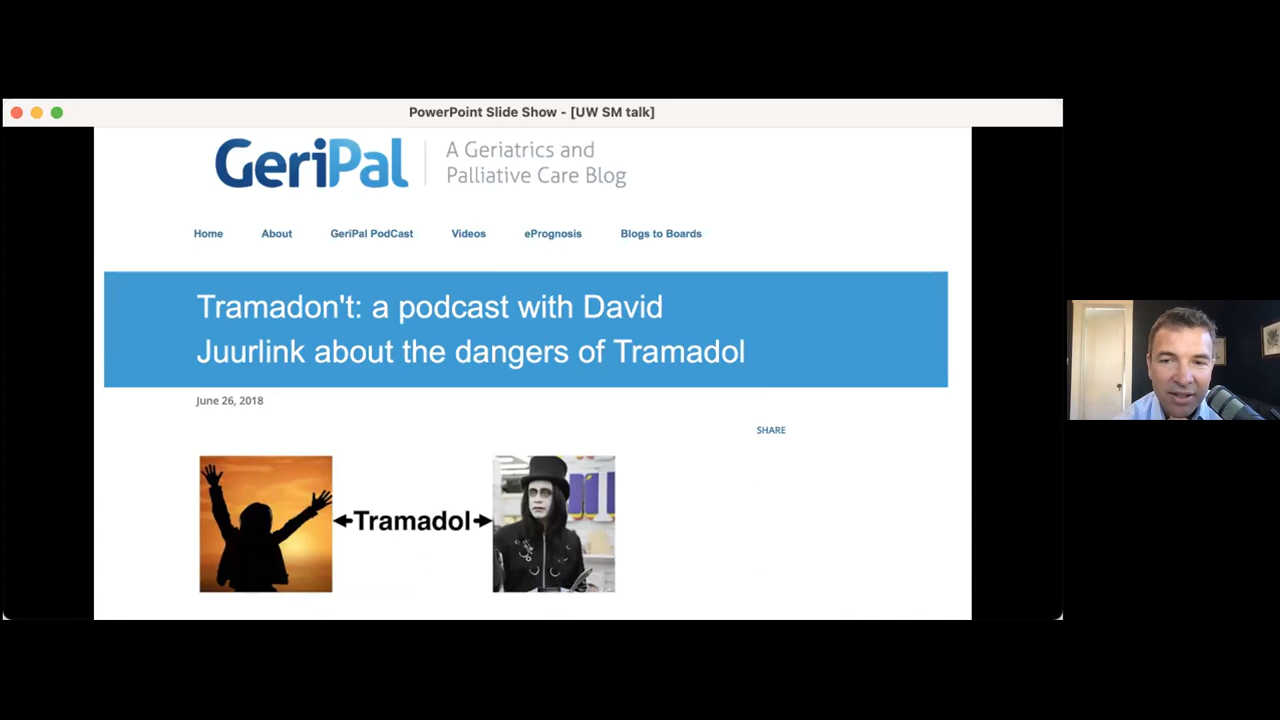 PowerPoint Slide Show - [UW SM talk]
GeriPal
A Geriatrics and
Palliative Care Blog
Home About GeriPal PodCast Videos ePrognosis Blogs to Boards
Tramadon't: a podcast with David
Juurlink about the dangers of Tramadol
June 26, 2018
SHARE
Tramadol